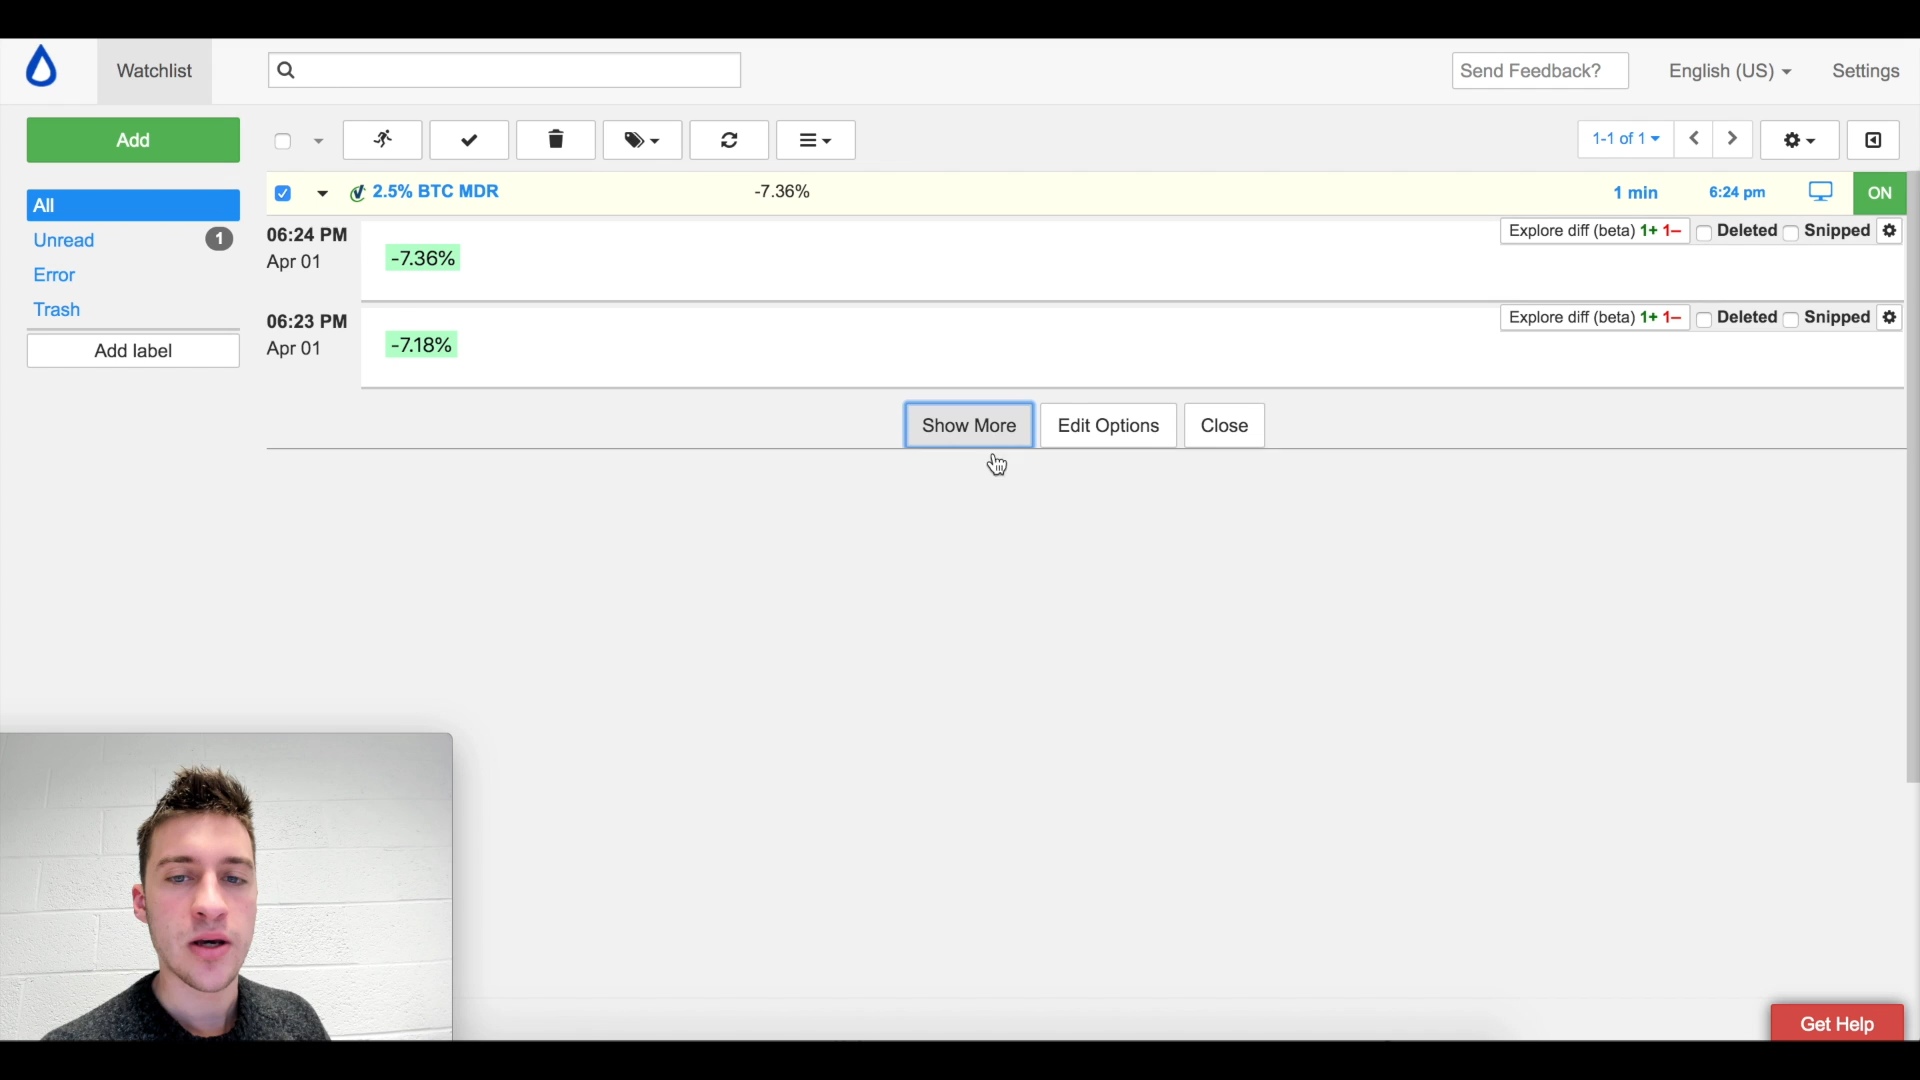 Watchlist
Send Feedback?
English (US)
Settings
Add
1-1 of 1
All
2.5% BTC MDR
-7.36%
1 min
6:24 pm
ON
Unread
1
06:24 PM
Apr 01
-7.36%
Explore diff (beta) 1+ 1–
Deleted
Snipped
Error
Trash
06:23 PM
Apr 01
-7.18%
Explore diff (beta) 1+ 1–
Deleted
Snipped
Add label
Show More
Edit Options
Close
Get Help